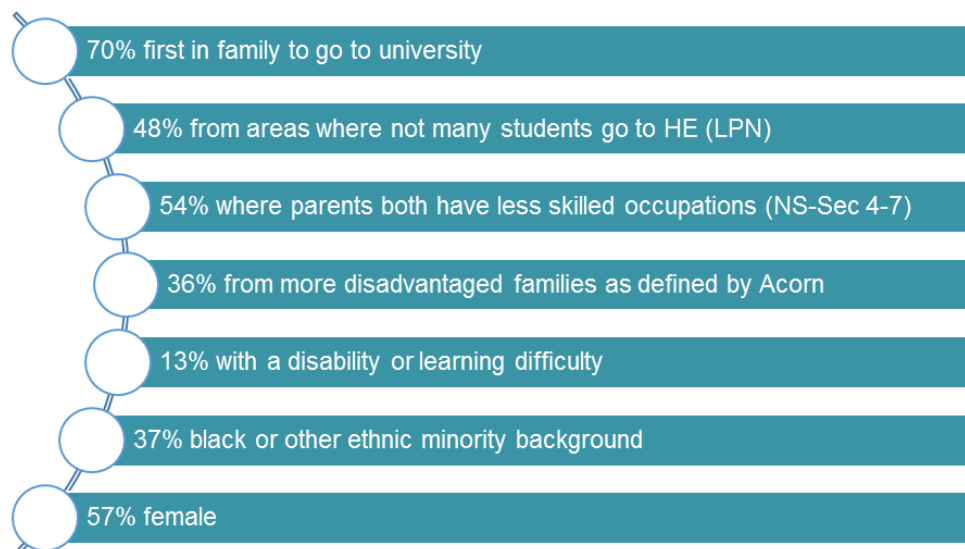 70% first in family to go to university
48% from areas where not many students go to HE (LPN)
54% where parents both have less skilled occupations (NS-Sec 4-7)
36% from more disadvantaged families as defined by Acorn
13% with a disability or learning difficulty
37% black or other ethnic minority background
57% female